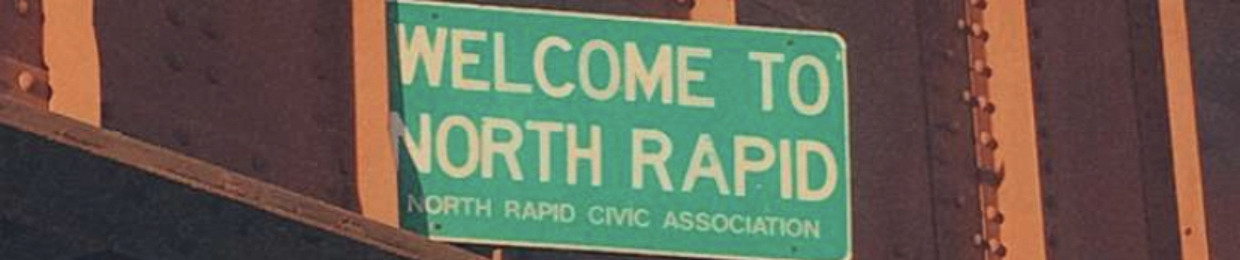 WELCOME TO
NORTH RAPID
NORTH RAPID CIVIC ASSOCIATION